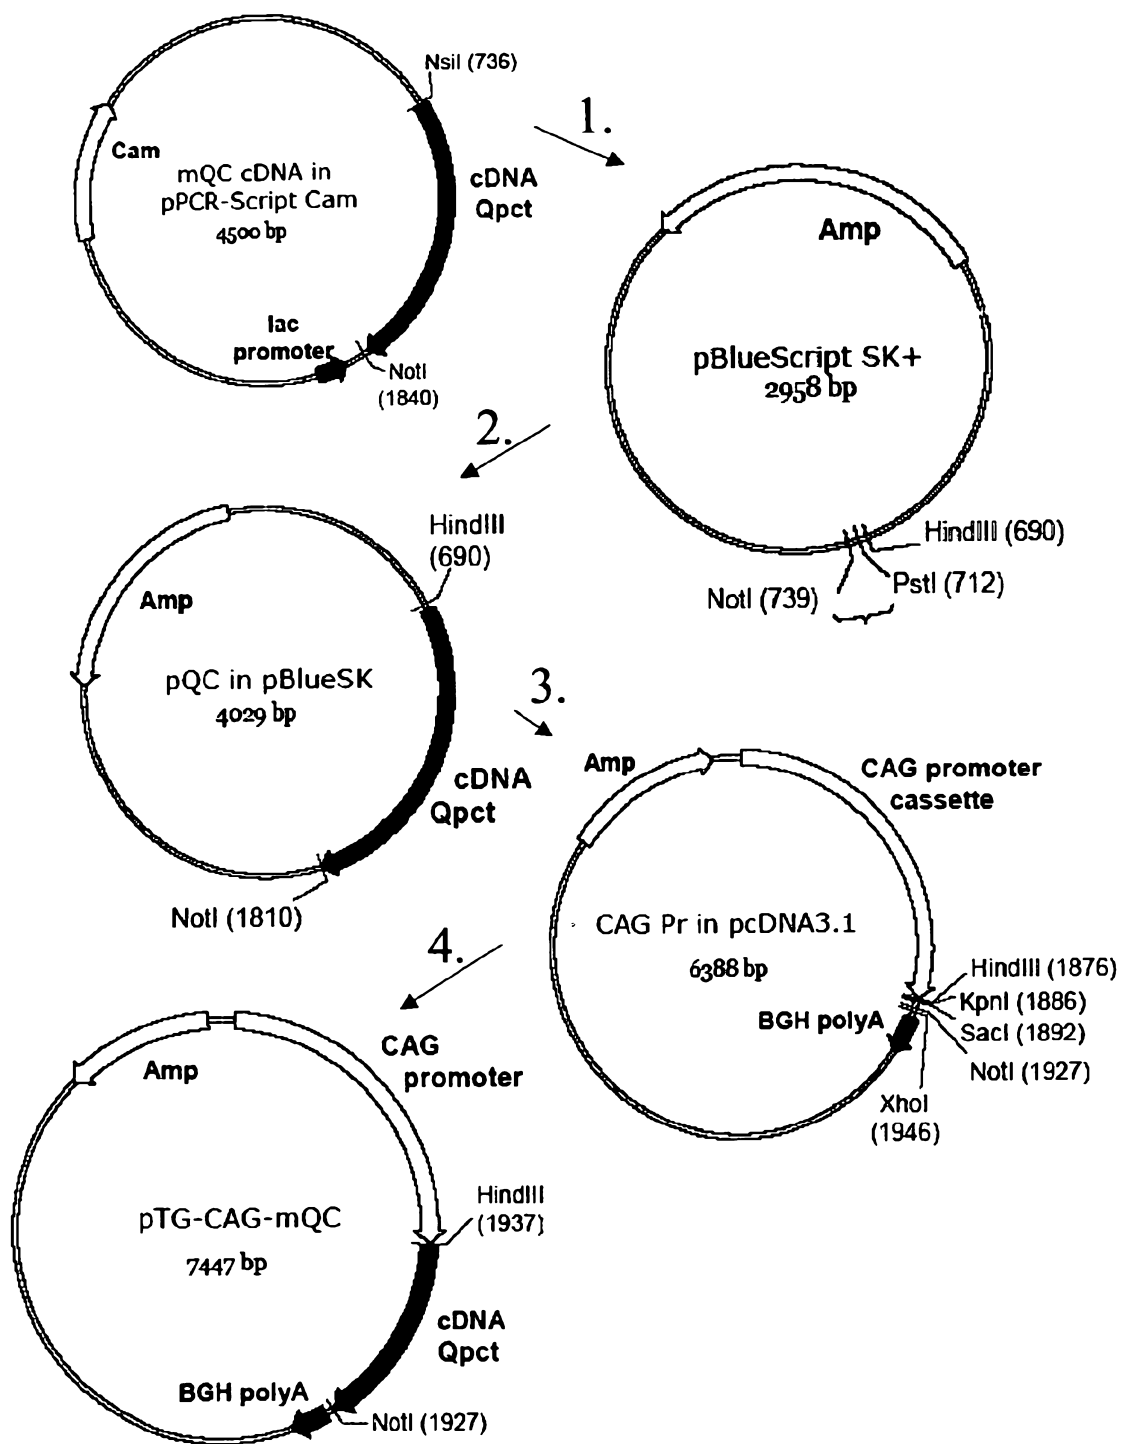 NsiI (736)
1.
Cam
mQC cDNA in
pPCR-Script Cam
4500 bp
cDNA
Qpct
lac
promoter
NotI
(1840)
Amp
pBlueScript SK+
2958 bp
HindIII (690)
PstI (712)
NotI (739)
2.
HindIII
(690)
Amp
pQC in pBlueSK
4029 bp
cDNA
Qpct
NotI (1810)
3.
Amp
CAG promoter
cassette
CAG Pr in pcDNA3.1
6388 bp
HindIII (1876)
KpnI (1886)
SacI (1892)
NotI (1927)
BGH polyA
XhoI
(1946)
4.
Amp
CAG
promoter
pTG-CAG-mQC
7447 bp
HindIII
(1937)
cDNA
Qpct
BGH polyA
NotI (1927)